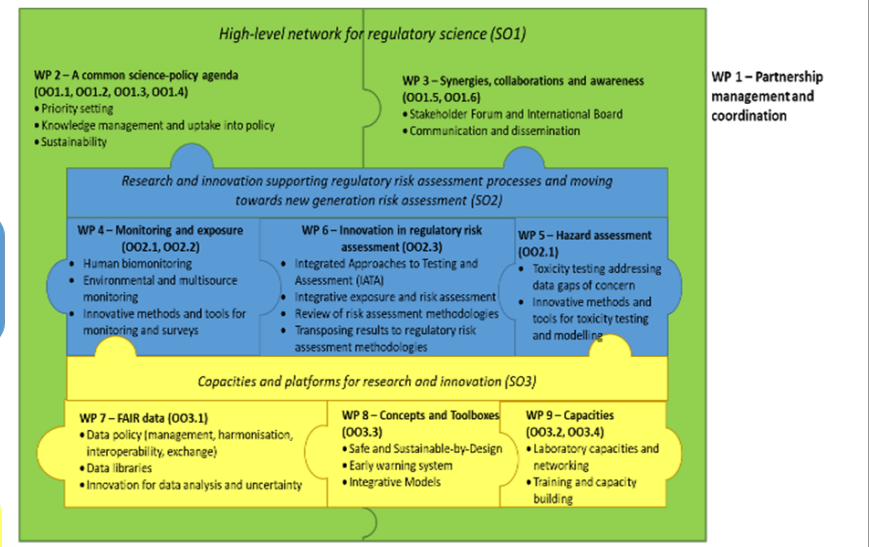 High-level network for regulatory science (SO1)
WP 2 – A common science-policy agenda
(OO1.1, OO1.2, OO1.3, OO1.4)
• Priority setting
• Knowledge management and uptake into policy
• Sustainability
WP 3 – Synergies, collaborations and awareness
(OO1.5, OO1.6)
• Stakeholder Forum and International Board
• Communication and dissemination
WP 1 – Partnership
management and
coordination
Research and innovation supporting regulatory risk assessment processes and moving
towards new generation risk assessment (SO2)
WP 4 – Monitoring and exposure
(OO2.1, OO2.2)
• Human biomonitoring
• Environmental and multisource
monitoring
• Innovative methods and tools for
monitoring and surveys
WP 6 – Innovation in regulatory risk
assessment (OO2.3)
• Integrated Approaches to Testing and
Assessment (IATA)
• Integrative exposure and risk assessment
• Review of risk assessment methodologies
• Transposing results to regulatory risk
assessment methodologies
WP 5 – Hazard assessment
(OO2.1)
• Toxicity testing addressing
data gaps of concern
• Innovative methods and
tools for toxicity testing
and modelling
Capacities and platforms for research and innovation (SO3)
WP 7 – FAIR data (OO3.1)
• Data policy (management, harmonisation,
interoperability, exchange)
• Data libraries
• Innovation for data analysis and uncertainty
WP 8 – Concepts and Toolboxes
(OO3.3)
• Safe and Sustainable-by-Design
• Early warning system
• Integrative Models
WP 9 – Capacities
(OO3.2, OO3.4)
• Laboratory capacities and
networking
• Training and capacity
building